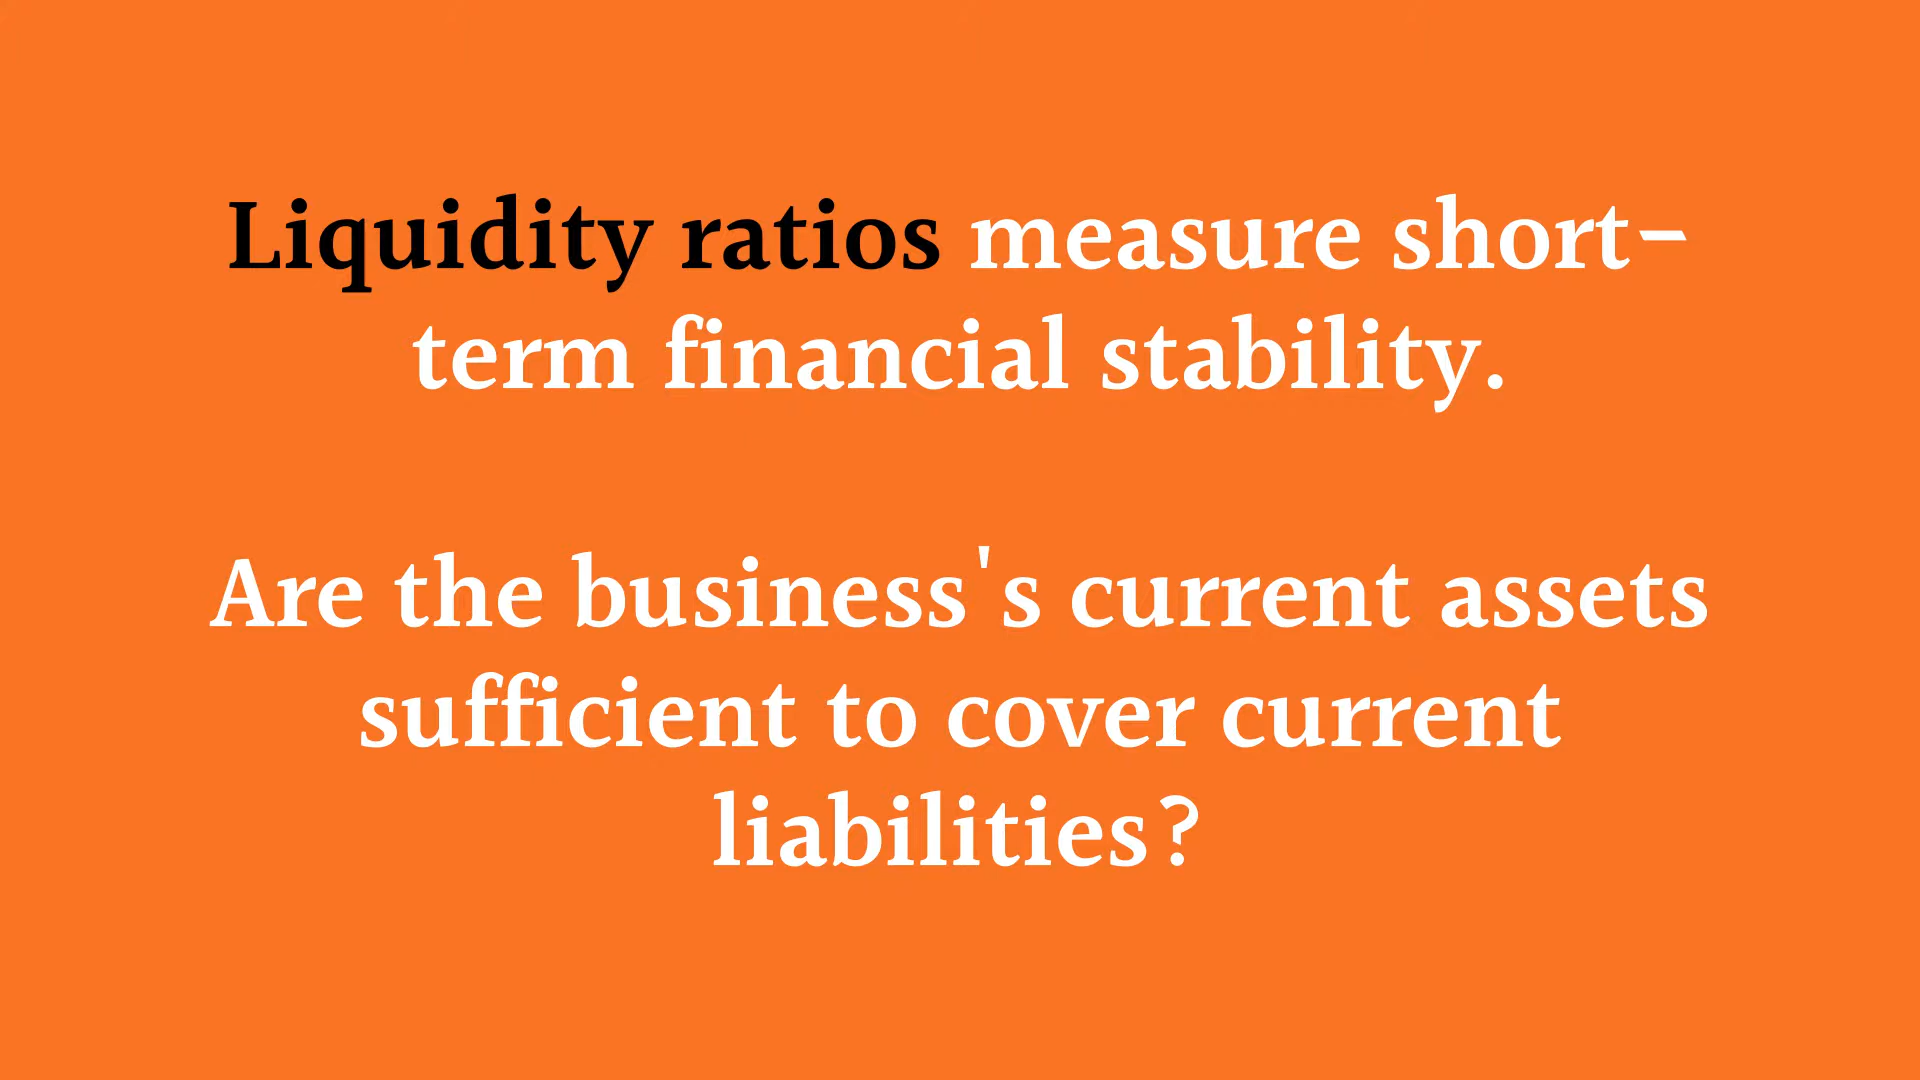 Liquidity ratios measure short-
term financial stability.
Are the business's current assets
sufficient to cover current
liabilities?